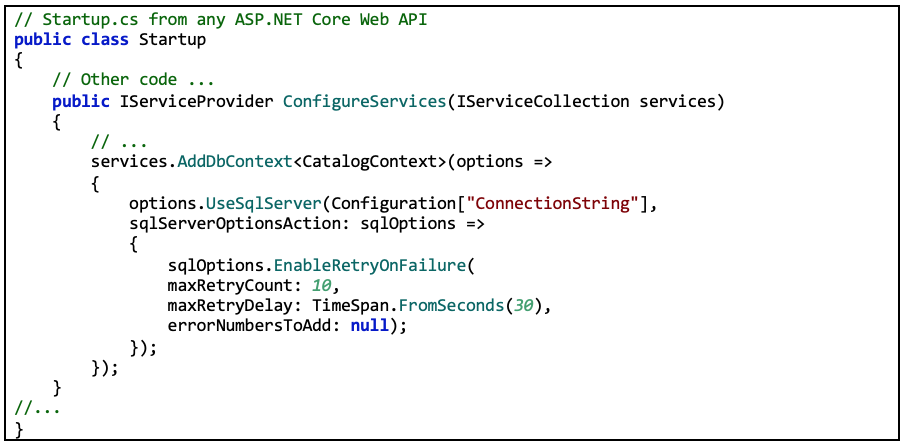 // Startup.cs from any ASP.NET Core Web API
public class Startup
{
    // Other code ...
    public IServiceProvider ConfigureServices(IServiceCollection services)
    {
        // ...
        services.AddDbContext<CatalogContext>(options =>
        {
            options.UseSqlServer(Configuration["ConnectionString"],
            sqlServerOptionsAction: sqlOptions =>
            {
                sqlOptions.EnableRetryOnFailure(
                maxRetryCount: 10,
                maxRetryDelay: TimeSpan.FromSeconds(30),
                errorNumbersToAdd: null);
            });
        });
    }
//...
}